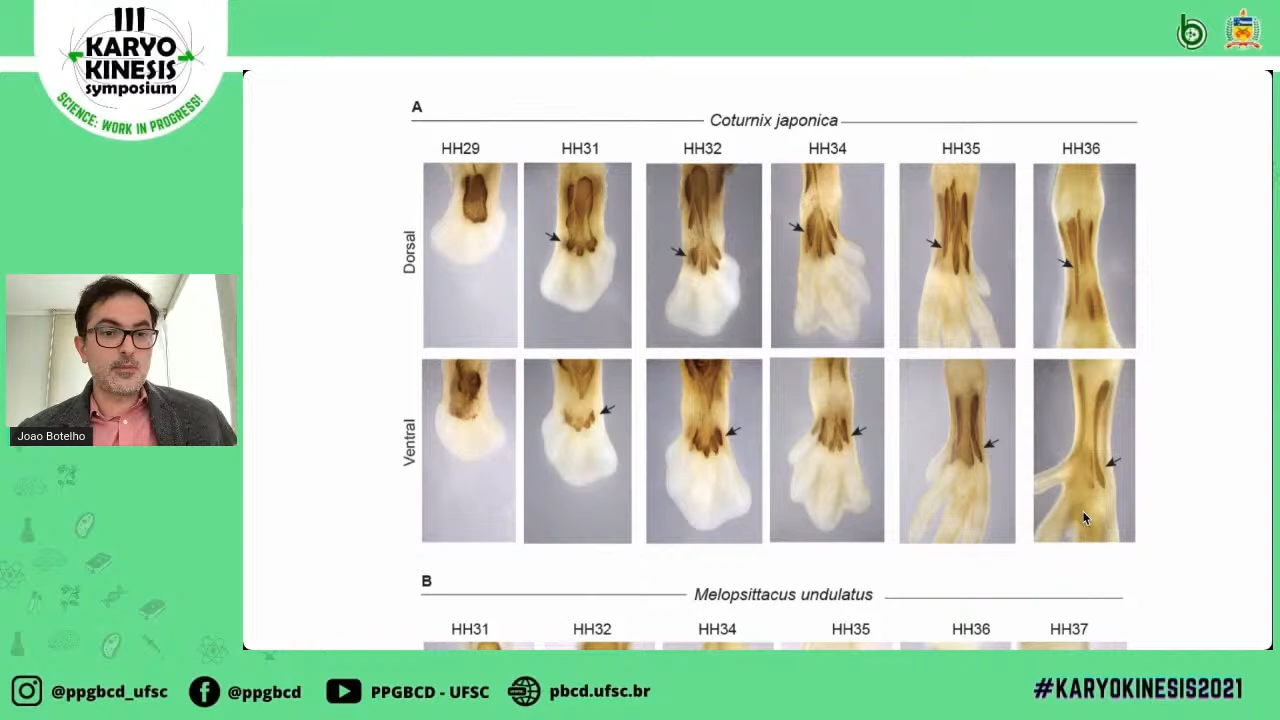 III
KARYO
KINESIS
symposium
SCIENCE: WORK IN PROGRESS!
b
A
Coturnix japonica
HH29 HH31 HH32 HH34 HH35 HH36
Dorsal
Ventral
Joao Botelho
B
Melopsittacus undulatus
HH31 HH32 HH34 HH35 HH36 HH37
@ppgbcd_ufsc @ppgbcd PPGBCD - UFSC pbcd.ufsc.br #KARYOKINESIS2021